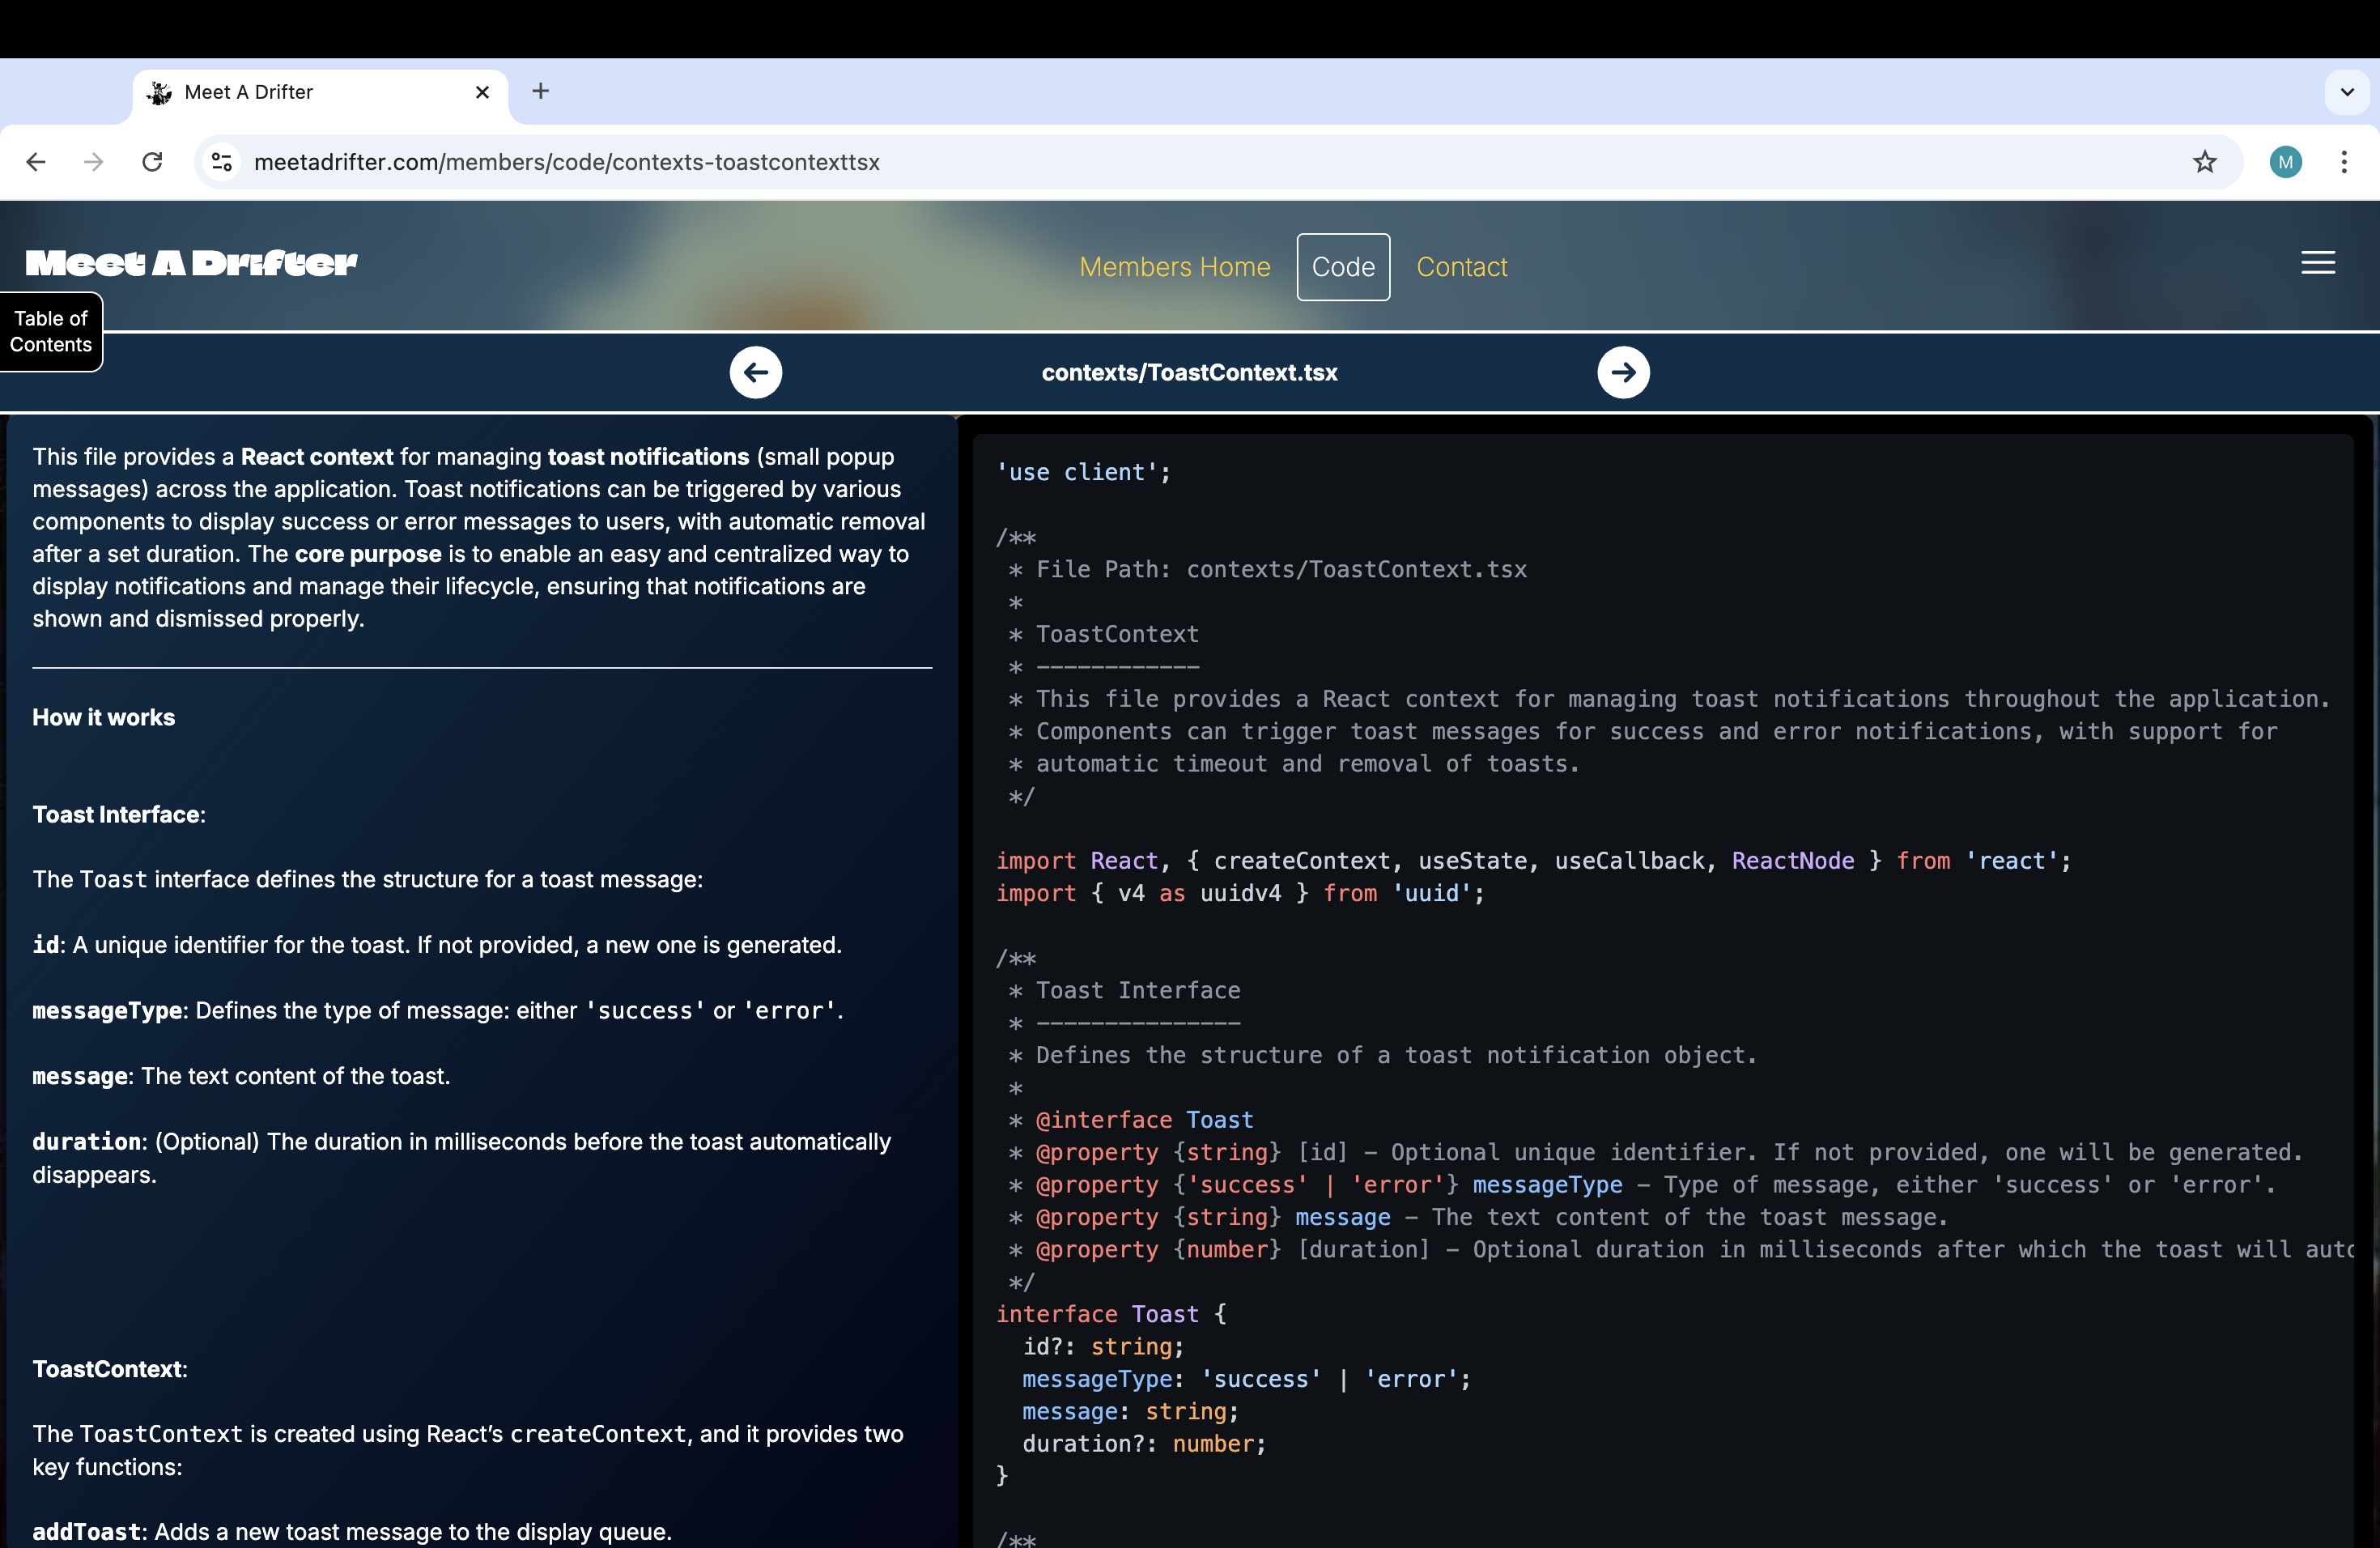 Meet A Drifter
meetadrifter.com/members/code/contexts-toastcontexttsx
M
Meet A Drifter
Members Home
Code
Contact
Table of
Contents
contexts/ToastContext.tsx
This file provides a React context for managing toast notifications (small popup
messages) across the application. Toast notifications can be triggered by various
components to display success or error messages to users, with automatic removal
after a set duration. The core purpose is to enable an easy and centralized way to
display notifications and manage their lifecycle, ensuring that notifications are
shown and dismissed properly.
How it works
Toast Interface:
The Toast interface defines the structure for a toast message:
id: A unique identifier for the toast. If not provided, a new one is generated.
messageType: Defines the type of message: either 'success' or 'error'.
message: The text content of the toast.
duration: (Optional) The duration in milliseconds before the toast automatically
disappears.
ToastContext:
The ToastContext is created using React’s createContext, and it provides two
key functions:
addToast: Adds a new toast message to the display queue.
'use client';
/**
 * File Path: contexts/ToastContext.tsx
 *
 * ToastContext
 * ------------
 * This file provides a React context for managing toast notifications throughout the application.
 * Components can trigger toast messages for success and error notifications, with support for
 * automatic timeout and removal of toasts.
 */
import React, { createContext, useState, useCallback, ReactNode } from 'react';
import { v4 as uuidv4 } from 'uuid';
/**
 * Toast Interface
 * ---------------
 * Defines the structure of a toast notification object.
 *
 * @interface Toast
 * @property {string} [id] - Optional unique identifier. If not provided, one will be generated.
 * @property {'success' | 'error'} messageType - Type of message, either 'success' or 'error'.
 * @property {string} message - The text content of the toast message.
 * @property {number} [duration] - Optional duration in milliseconds after which the toast will auto
 */
interface Toast {
  id?: string;
  messageType: 'success' | 'error';
  message: string;
  duration?: number;
}
/**